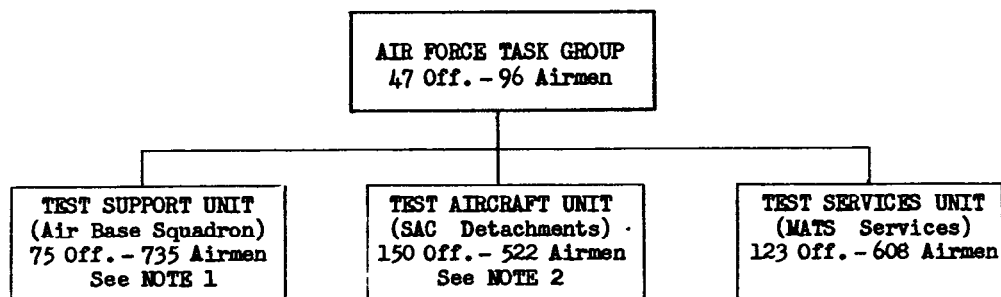 AIR FORCE TASK GROUP
47 Off. - 96 Airmen
TEST SUPPORT UNIT
(Air Base Squadron)
75 Off. - 735 Airmen
See NOTE 1
TEST AIRCRAFT UNIT
(SAC Detachments)
150 Off. - 522 Airmen
See NOTE 2
TEST SERVICES UNIT
(MATS Services)
123 Off. - 608 Airmen